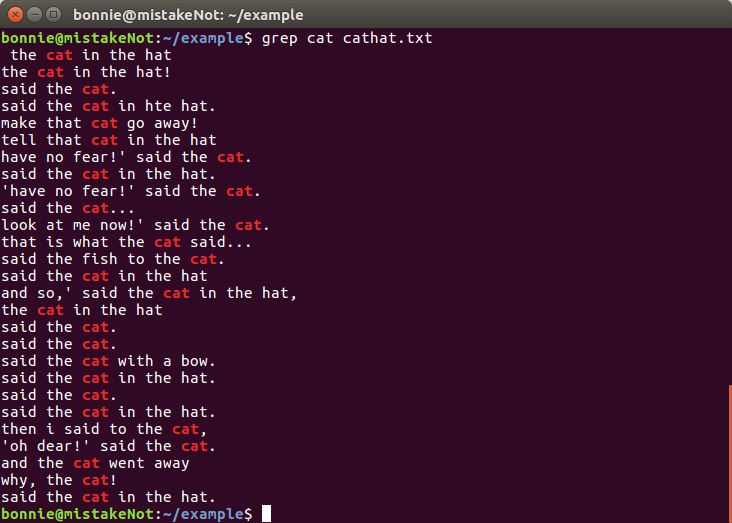 bonnie@mistakeNot: ~/example
bonnie@mistakeNot:~/example$ grep cat cathat.txt
 the cat in the hat
the cat in the hat!
said the cat.
said the cat in hte hat.
make that cat go away!
tell that cat in the hat
have no fear!' said the cat.
said the cat in the hat.
'have no fear!' said the cat.
said the cat...
look at me now!' said the cat.
that is what the cat said...
said the fish to the cat.
said the cat in the hat
and so,' said the cat in the hat,
the cat in the hat
said the cat.
said the cat.
said the cat with a bow.
said the cat in the hat.
said the cat.
said the cat in the hat.
then i said to the cat,
'oh dear!' said the cat.
and the cat went away
why, the cat!
said the cat in the hat.
bonnie@mistakeNot:~/example$